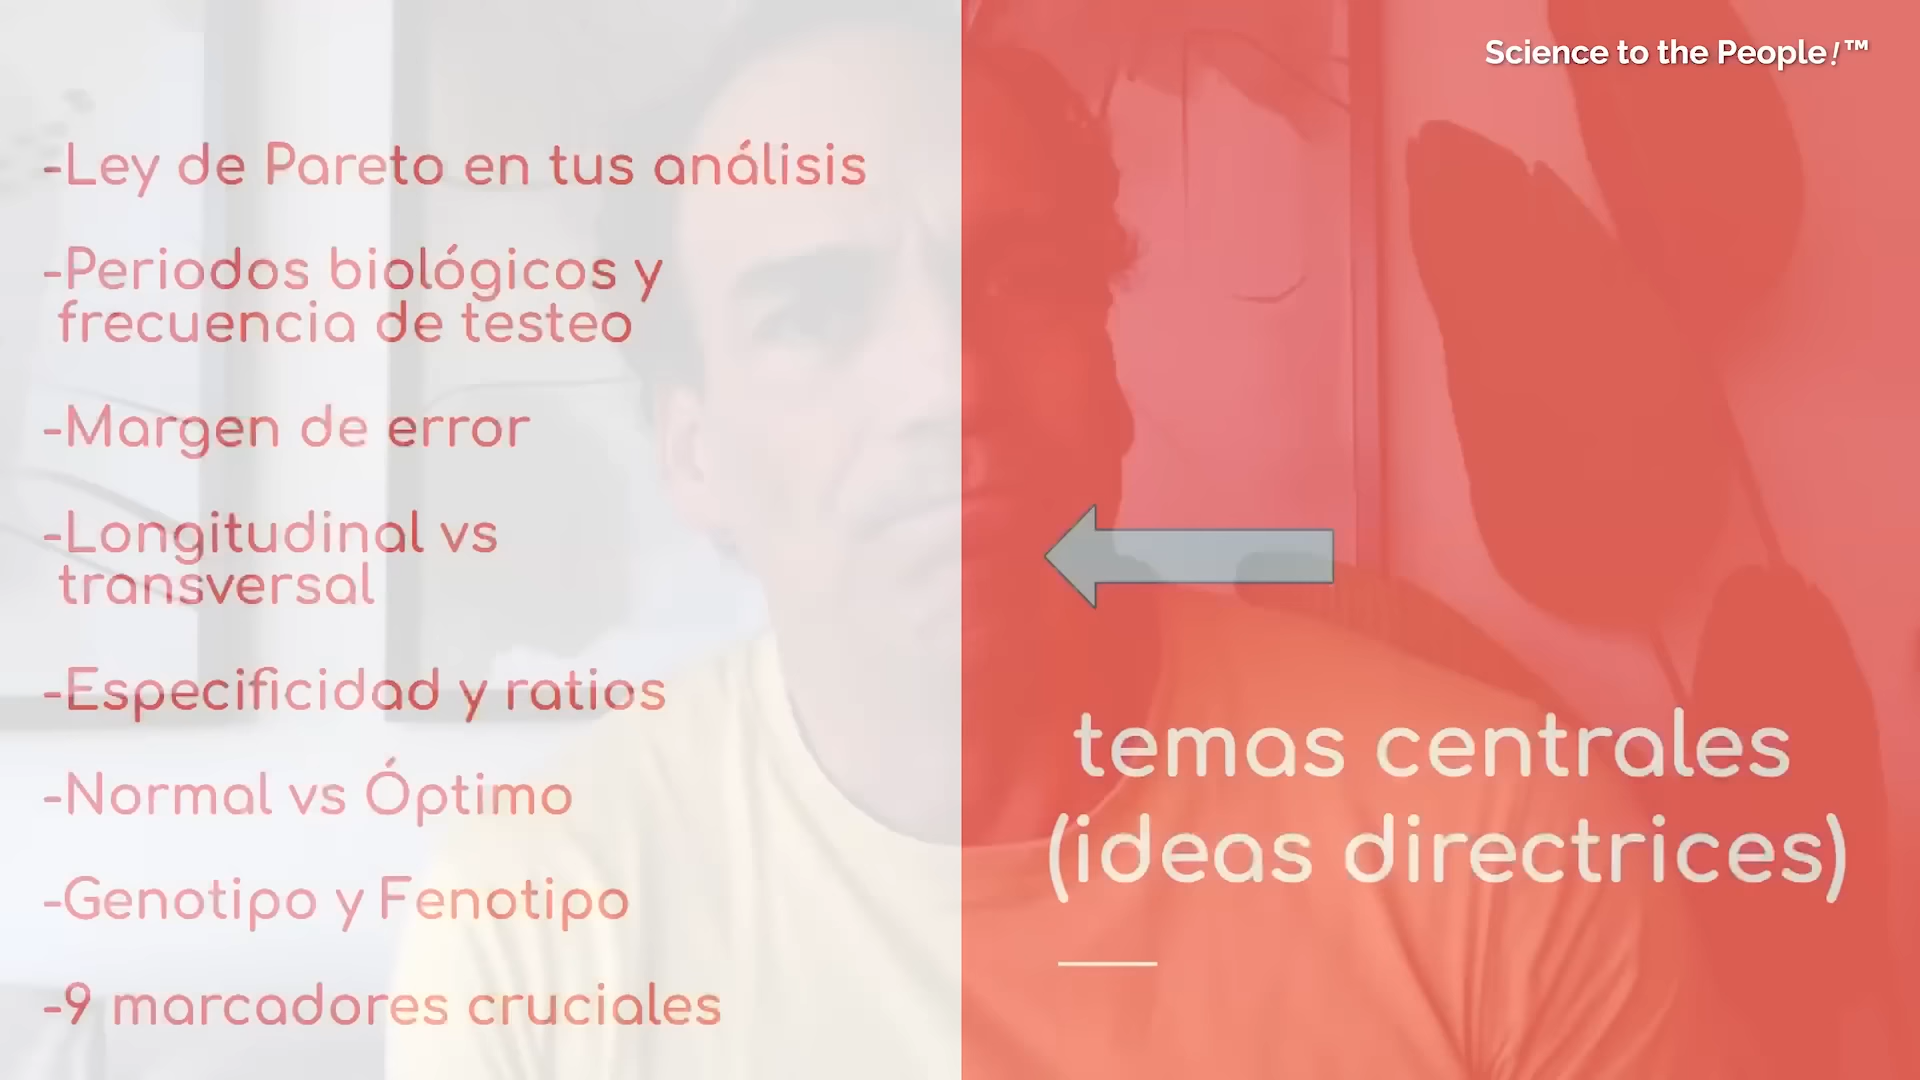 Science to the People!™
-Ley de Pareto en tus análisis
-Periodos biológicos y
frecuencia de testeo
-Margen de error
-Longitudinal vs
transversal
-Especificidad y ratios
-Normal vs Óptimo
-Genotipo y Fenotipo
-9 marcadores cruciales
temas centrales
(ideas directrices)